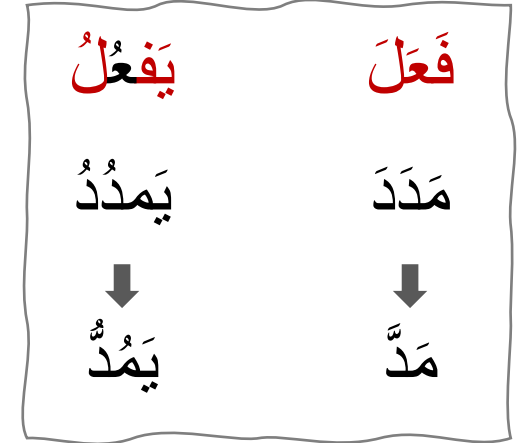 فَعَلَ يَفعُلُ
مَدَدَ يَمدُدُ
مَدَّ يَمُدُّ